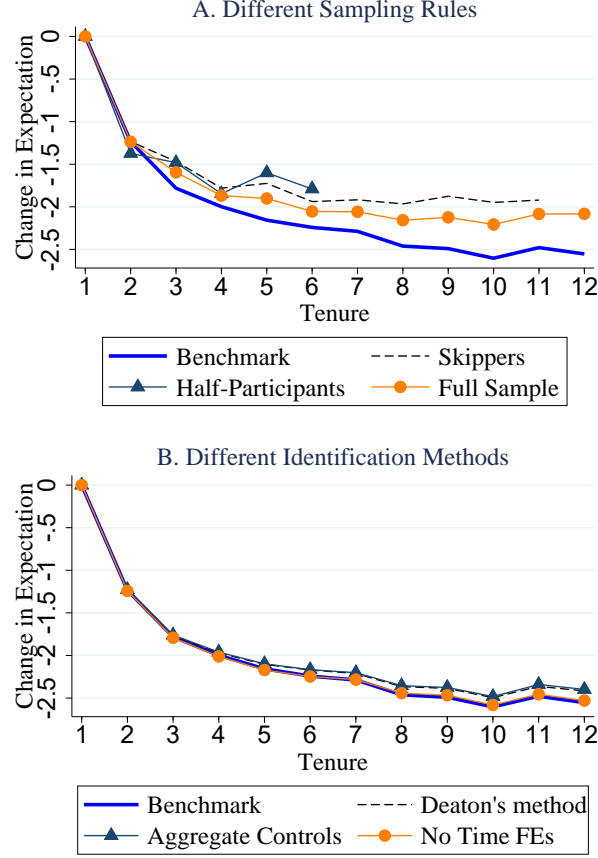 A. Different Sampling Rules
Change in Expectation
0
-.5
-1
-1.5
-2
-2.5
1 2 3 4 5 6 7 8 9 10 11 12
Tenure
Benchmark Skippers
Half-Participants Full Sample
B. Different Identification Methods
Change in Expectation
0
-.5
-1
-1.5
-2
-2.5
1 2 3 4 5 6 7 8 9 10 11 12
Tenure
Benchmark Deaton's method
Aggregate Controls No Time FEs